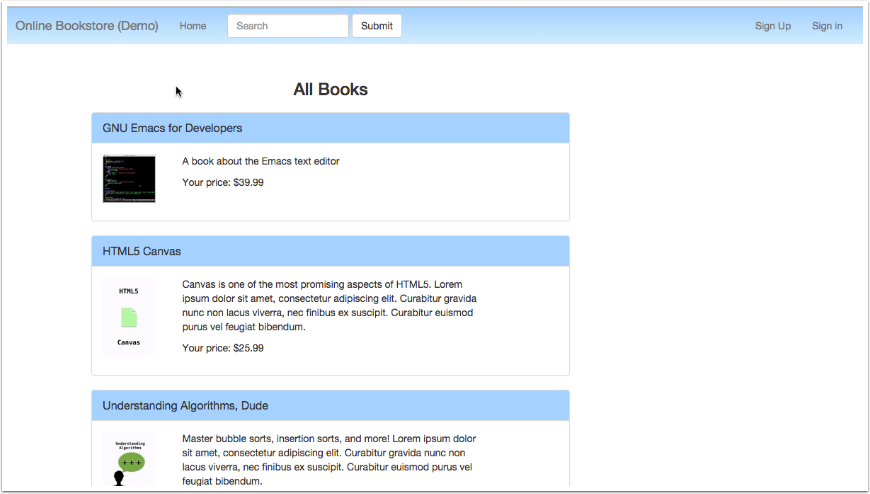 Online Bookstore (Demo) Home Search Submit Sign Up Sign in
All Books
GNU Emacs for Developers
A book about the Emacs text editor
Your price: $39.99
HTML5 Canvas
HTML5
Canvas
Canvas is one of the most promising aspects of HTML5. Lorem
ipsum dolor sit amet, consectetur adipiscing elit. Curabitur gravida
nunc non lacus viverra, nec finibus ex suscipit. Curabitur euismod
purus vel feugiat bibendum.
Your price: $25.99
Understanding Algorithms, Dude
Understanding
Algorithms
+++
Master bubble sorts, insertion sorts, and more! Lorem ipsum dolor
sit amet, consectetur adipiscing elit. Curabitur gravida nunc non
lacus viverra, nec finibus ex suscipit. Curabitur euismod purus vel
feugiat bibendum.